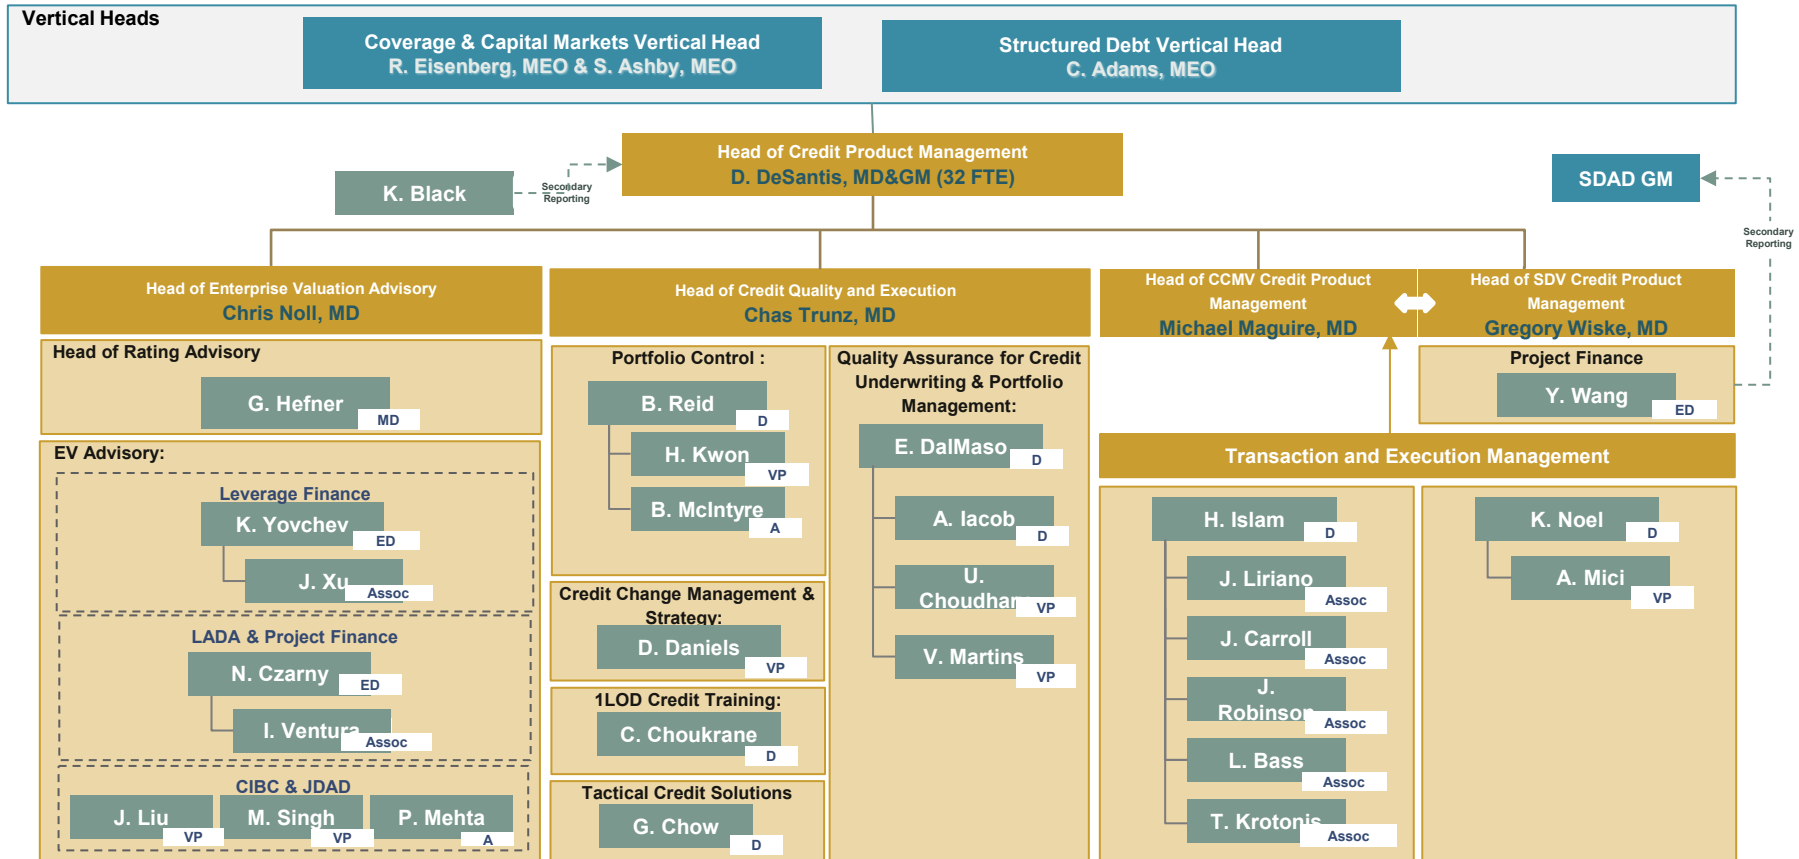 Vertical Heads
Coverage & Capital Markets Vertical Head
R. Eisenberg, MEO & S. Ashby, MEO
Structured Debt Vertical Head
C. Adams, MEO
Head of Credit Product Management
D. DeSantis, MD&GM (32 FTE)
K. Black
Secondary
Reporting
SDAD GM
Secondary
Reporting
Head of Enterprise Valuation Advisory
Chris Noll, MD
Head of Credit Quality and Execution
Chas Trunz, MD
Head of CCMV Credit Product
Management
Michael Maguire, MD
Head of SDV Credit Product
Management
Gregory Wiske, MD
Head of Rating Advisory
G. Hefner
MD
EV Advisory:
Leverage Finance
K. Yovchev
ED
J. Xu
Assoc
LADA & Project Finance
N. Czarny
ED
I. Ventura
Assoc
CIBC & JDAD
J. Liu
VP
M. Singh
VP
P. Mehta
A
Portfolio Control :
B. Reid
D
H. Kwon
VP
B. McIntyre
A
Credit Change Management &
Strategy:
D. Daniels
VP
1LOD Credit Training:
C. Choukrane
D
Tactical Credit Solutions
G. Chow
D
Quality Assurance for Credit
Underwriting & Portfolio
Management:
E. DalMaso
D
A. Iacob
D
U.
Choudhary
VP
V. Martins
VP
Project Finance
Y. Wang
ED
Transaction and Execution Management
H. Islam
D
J. Liriano
Assoc
J. Carroll
Assoc
J.
Robinson
Assoc
L. Bass
Assoc
T. Krotonis
Assoc
K. Noel
D
A. Mici
VP